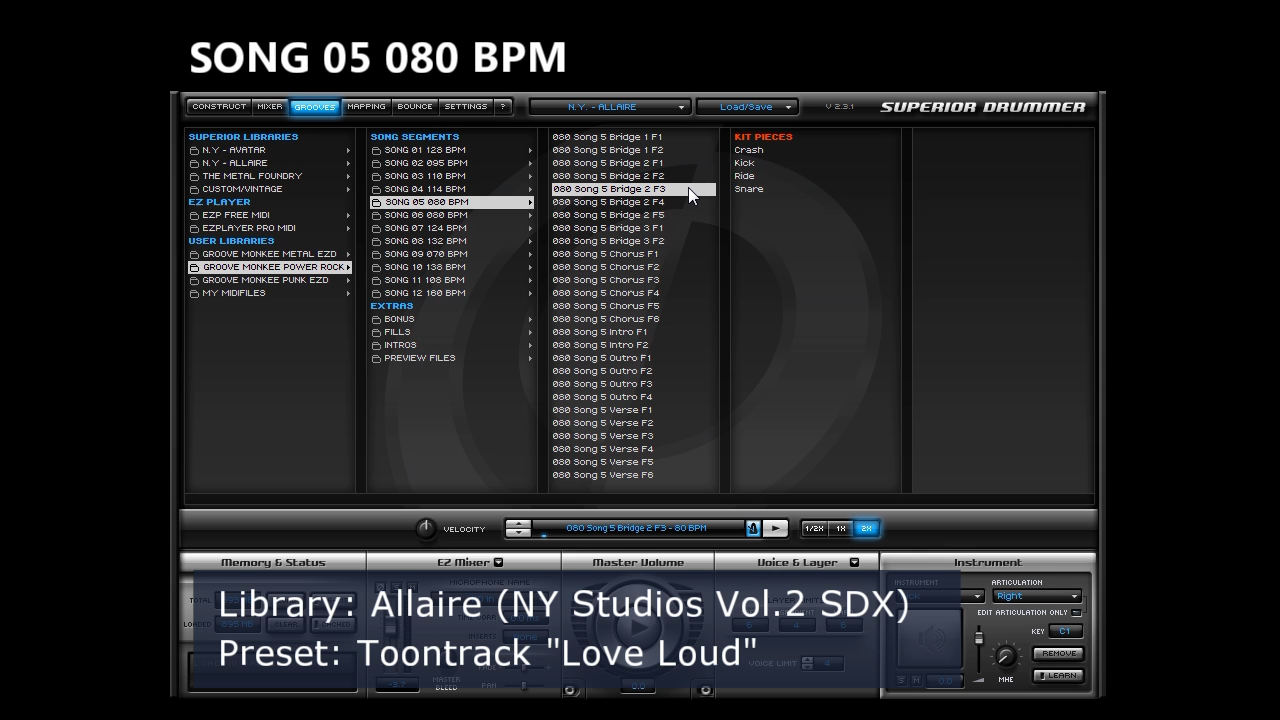 SONG 05 080 BPM
CONSTRUCT MIXER GROOVES MAPPING BOUNCE SETTINGS ? N.Y. - ALLAIRE Load/Save V 2.3.1 SUPERIOR DRUMMER
SUPERIOR LIBRARIES
N.Y - AVATAR
N.Y - ALLAIRE
THE METAL FOUNDRY
CUSTOM/VINTAGE
EZ PLAYER
EZP FREE MIDI
EZPLAYER PRO MIDI
USER LIBRARIES
GROOVE MONKEE METAL EZD
GROOVE MONKEE POWER ROCK
GROOVE MONKEE PUNK EZD
MY MIDIFILES
SONG SEGMENTS
SONG 01 128 BPM
SONG 02 095 BPM
SONG 03 110 BPM
SONG 04 114 BPM
SONG 05 080 BPM
SONG 06 080 BPM
SONG 07 124 BPM
SONG 08 132 BPM
SONG 09 070 BPM
SONG 10 138 BPM
SONG 11 108 BPM
SONG 12 160 BPM
EXTRAS
BONUS
FILLS
INTROS
PREVIEW FILES
080 Song 5 Bridge 1 F1
080 Song 5 Bridge 1 F2
080 Song 5 Bridge 2 F1
080 Song 5 Bridge 2 F2
080 Song 5 Bridge 2 F3
080 Song 5 Bridge 2 F4
080 Song 5 Bridge 2 F5
080 Song 5 Bridge 3 F1
080 Song 5 Bridge 3 F2
080 Song 5 Chorus F1
080 Song 5 Chorus F2
080 Song 5 Chorus F3
080 Song 5 Chorus F4
080 Song 5 Chorus F5
080 Song 5 Chorus F6
080 Song 5 Intro F1
080 Song 5 Intro F2
080 Song 5 Outro F1
080 Song 5 Outro F2
080 Song 5 Outro F3
080 Song 5 Outro F4
080 Song 5 Verse F1
080 Song 5 Verse F2
080 Song 5 Verse F3
080 Song 5 Verse F4
080 Song 5 Verse F5
080 Song 5 Verse F6
KIT PIECES
Crash
Kick
Ride
Snare
VELOCITY 080 Song 5 Bridge 2 F3 - 80 BPM 1/2X 1X 2X
Memory & Status EZ Mixer Master Volume Voice & Layer Instrument
MICROPHONE NAME
INSTRUMENT ARTICULATION
Right
EDIT ARTICULATION ONLY
KEY C1
REMOVE
LEARN
MHE
Library: Allaire (NY Studios Vol.2 SDX)
Preset: Toontrack "Love Loud"
CLEAR
VOICE LIMIT 4
MASTER BLEED PAN
0.0
S M 0.0